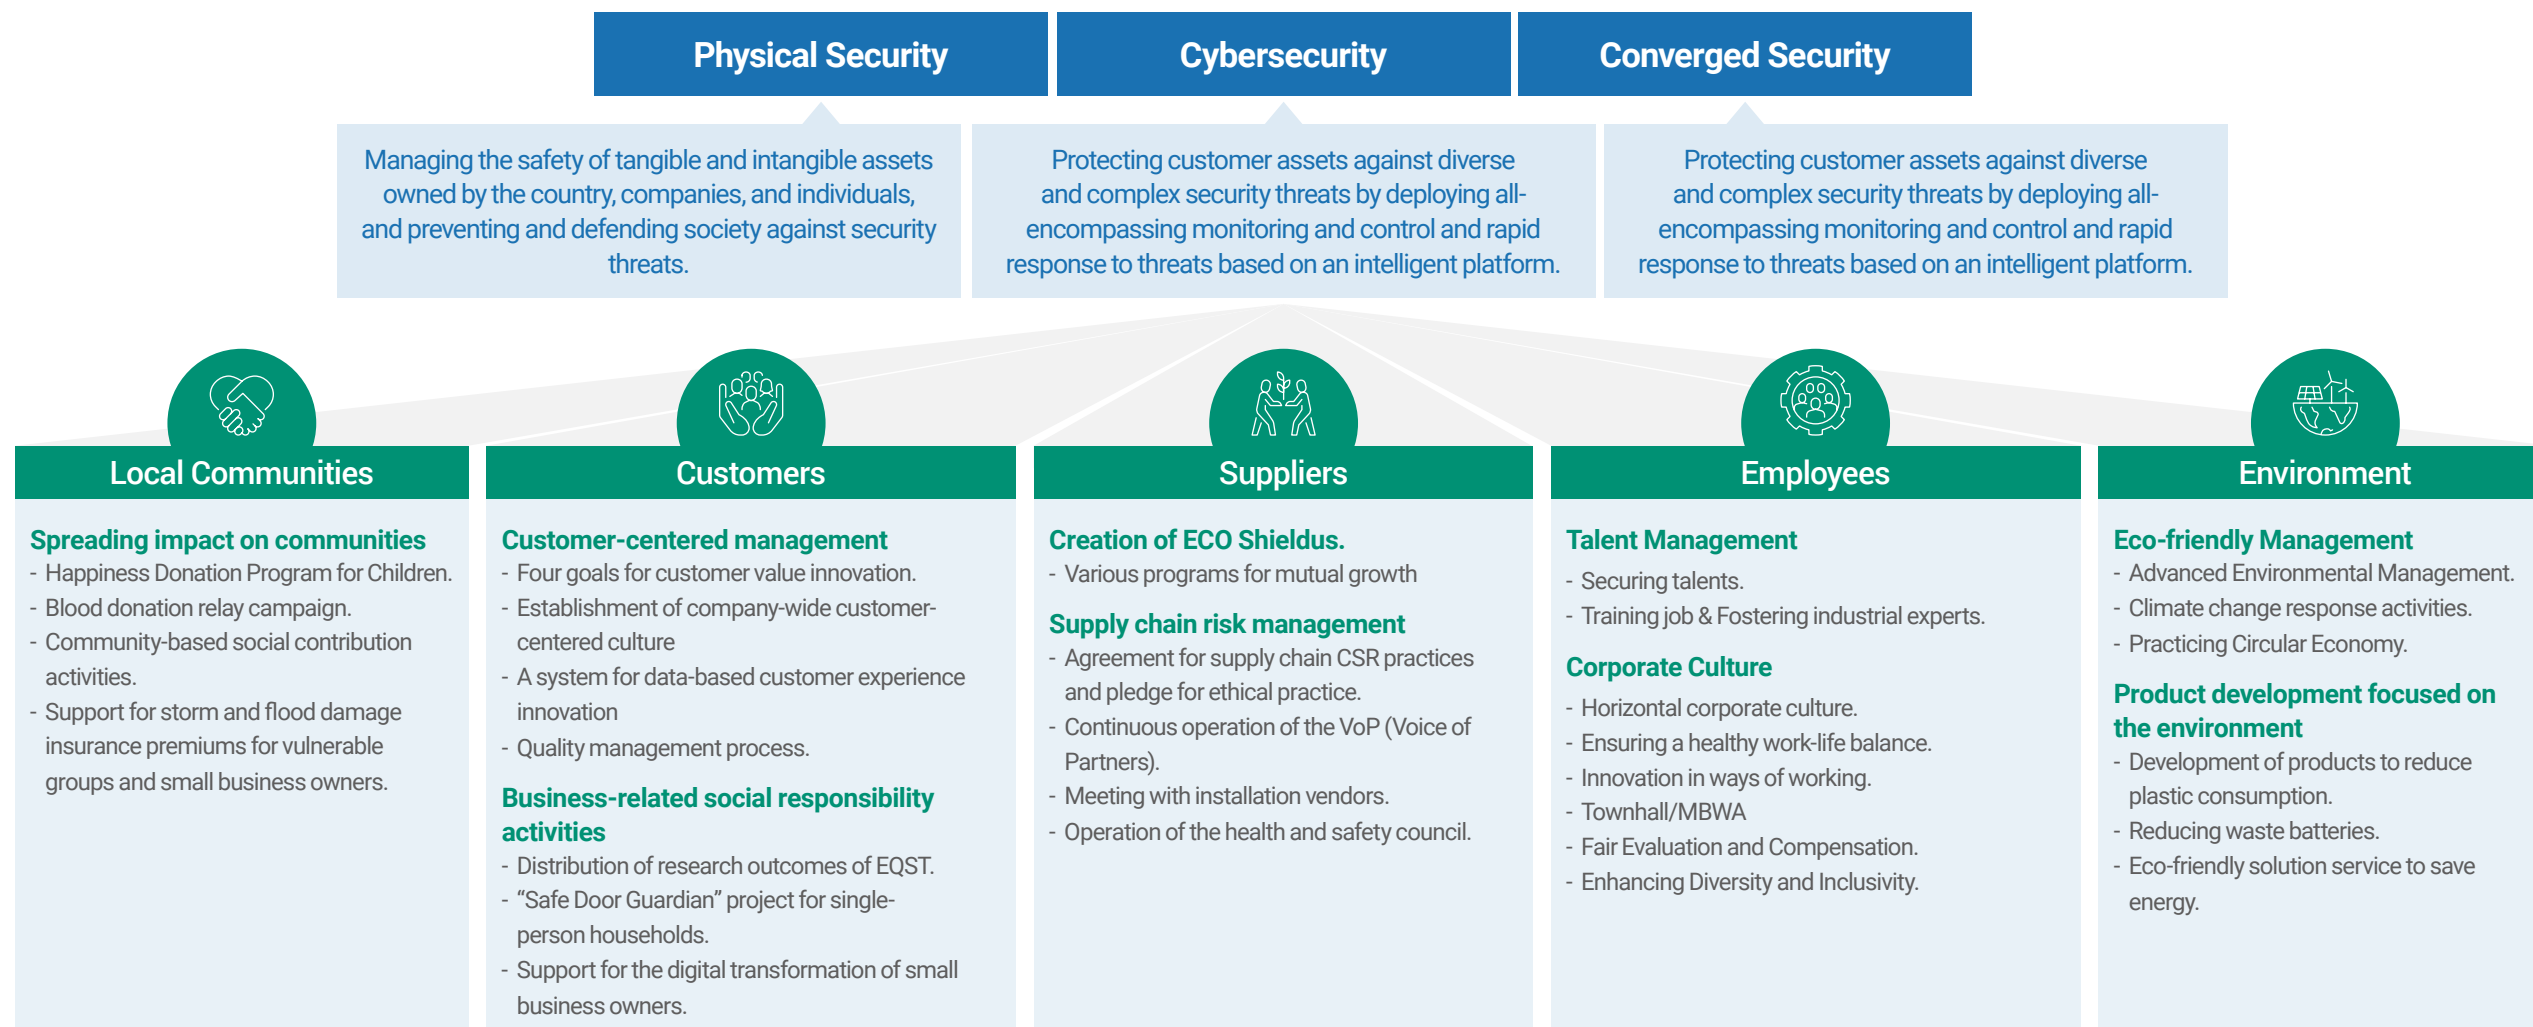 Physical Security
Cybersecurity
Converged Security
Managing the safety of tangible and intangible assets
owned by the country, companies, and individuals,
and preventing and defending society against security
threats.
Protecting customer assets against diverse
and complex security threats by deploying all-
encompassing monitoring and control and rapid
response to threats based on an intelligent platform.
Protecting customer assets against diverse
and complex security threats by deploying all-
encompassing monitoring and control and rapid
response to threats based on an intelligent platform.
Local Communities
Spreading impact on communities
- Happiness Donation Program for Children.
- Blood donation relay campaign.
- Community-based social contribution
activities.
- Support for storm and flood damage
insurance premiums for vulnerable
groups and small business owners.
Customers
Customer-centered management
- Four goals for customer value innovation.
- Establishment of company-wide customer-
centered culture
- A system for data-based customer experience
innovation
- Quality management process.
Business-related social responsibility
activities
- Distribution of research outcomes of EQST.
- “Safe Door Guardian” project for single-
person households.
- Support for the digital transformation of small
business owners.
Suppliers
Creation of ECO Shieldus.
- Various programs for mutual growth
Supply chain risk management
- Agreement for supply chain CSR practices
and pledge for ethical practice.
- Continuous operation of the VoP (Voice of
Partners).
- Meeting with installation vendors.
- Operation of the health and safety council.
Employees
Talent Management
- Securing talents.
- Training job & Fostering industrial experts.
Corporate Culture
- Horizontal corporate culture.
- Ensuring a healthy work-life balance.
- Innovation in ways of working.
- Townhall/MBWA
- Fair Evaluation and Compensation.
- Enhancing Diversity and Inclusivity.
Environment
Eco-friendly Management
- Advanced Environmental Management.
- Climate change response activities.
- Practicing Circular Economy.
Product development focused on
the environment
- Development of products to reduce
plastic consumption.
- Reducing waste batteries.
- Eco-friendly solution service to save
energy.